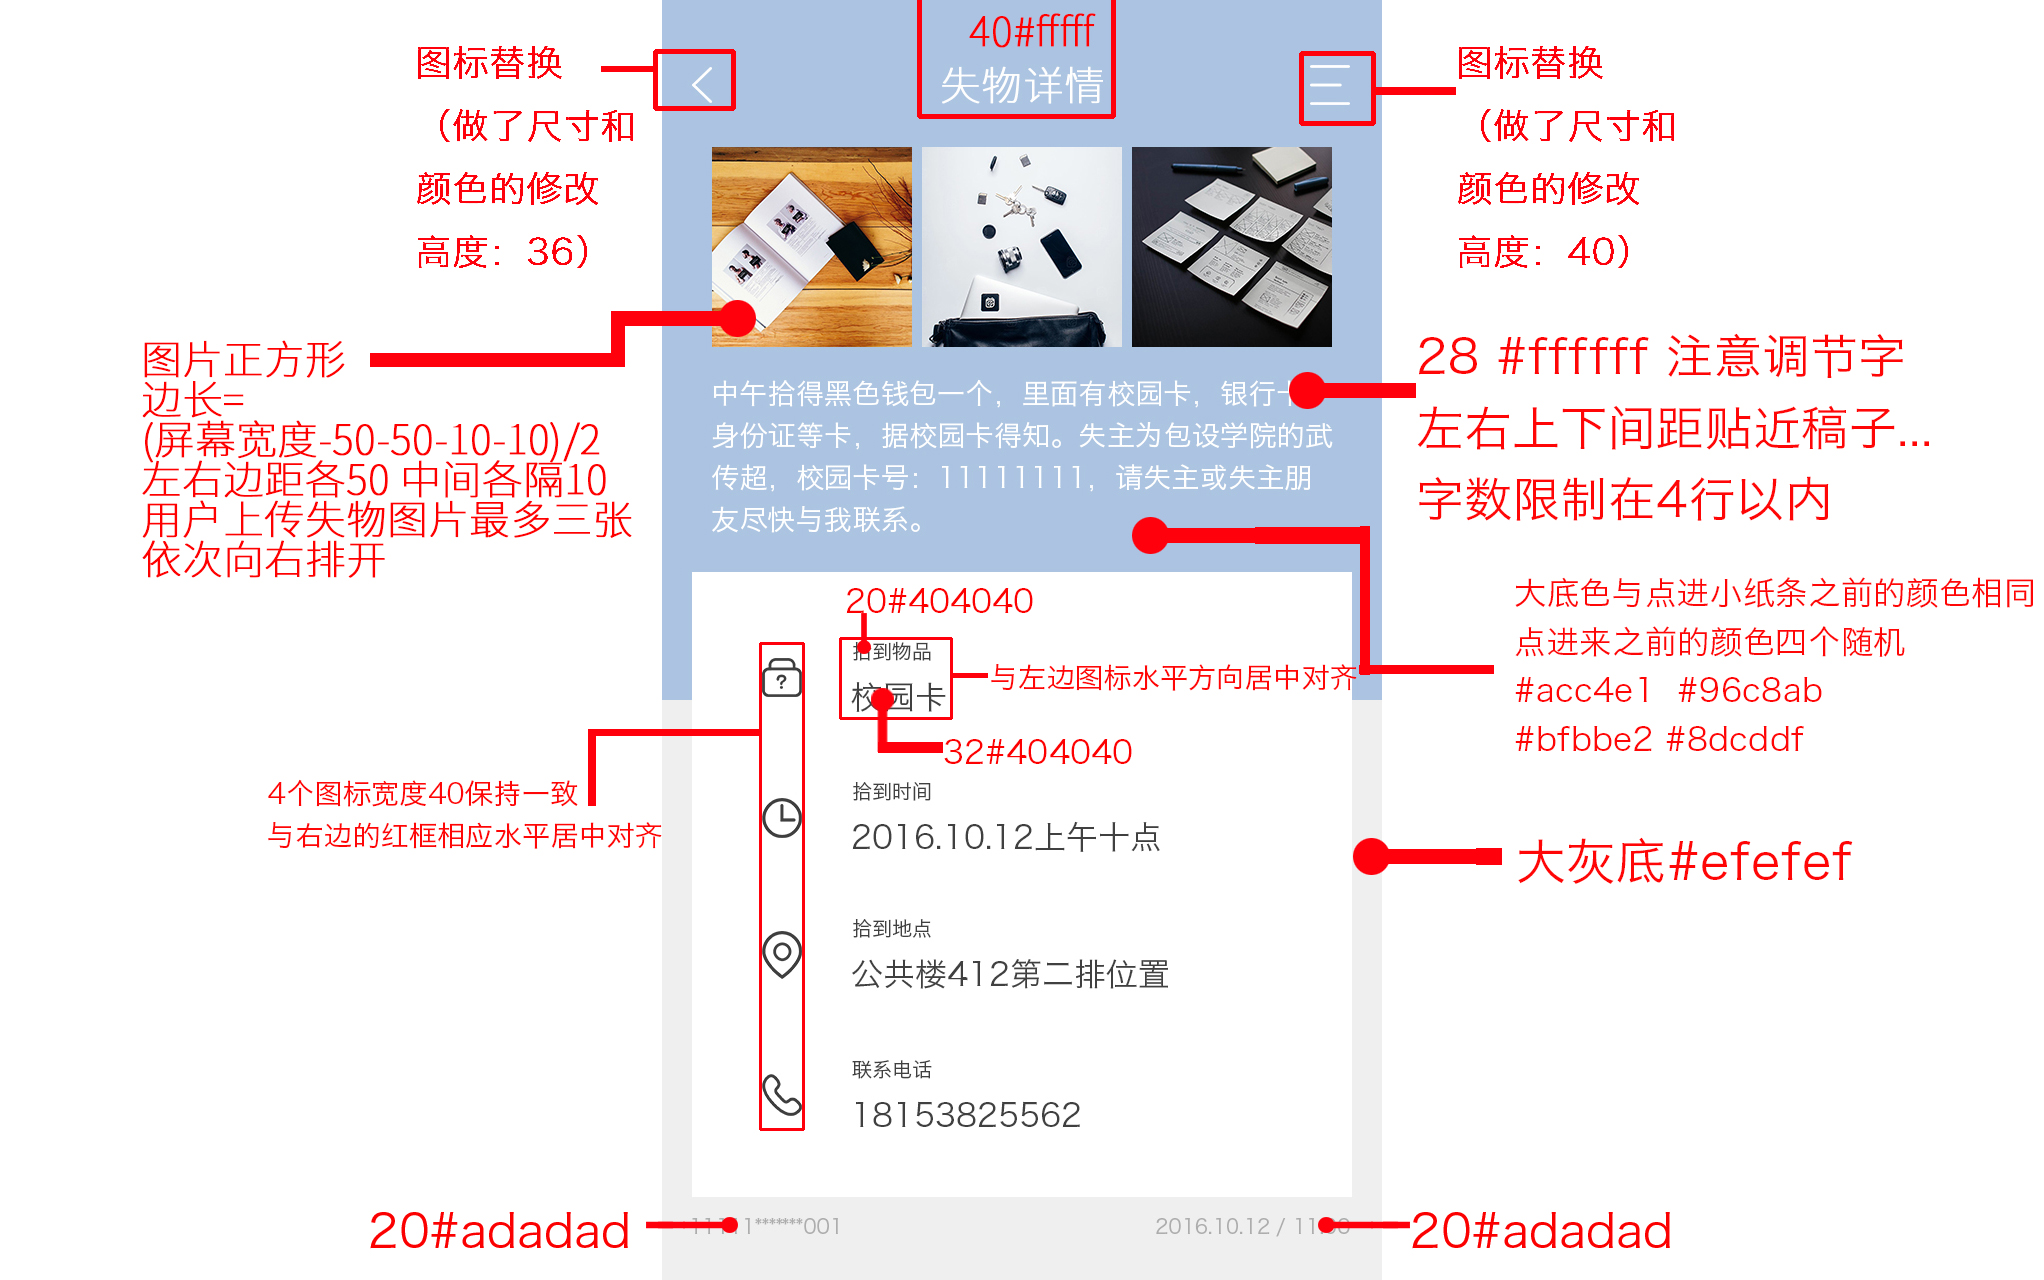 40#fffff
失物详情
图标替换
（做了尺寸和
颜色的修改
高度：36）
图标替换
（做了尺寸和
颜色的修改
高度：40）
图片正方形
边长=
(屏幕宽度-50-50-10-10)/2
左右边距各50 中间各隔10
用户上传失物图片最多三张
依次向右排开
28 #ffffff 注意调节字
左右上下间距贴近稿子...
字数限制在4行以内
中午拾得黑色钱包一个，里面有校园卡，银行卡
身份证等卡，据校园卡得知。失主为包设学院的武
传超，校园卡号：11111111，请失主或失主朋
友尽快与我联系。
大底色与点进小纸条之前的颜色相同
点进来之前的颜色四个随机
#acc4e1 #96c8ab
#bfbbe2 #8dcddf
20#404040
拾到物品
校园卡
与左边图标水平方向居中对齐
32#404040
4个图标宽度40保持一致
与右边的红框相应水平居中对齐
拾到时间
2016.10.12上午十点
大灰底#efefef
拾到地点
公共楼412第二排位置
联系电话
18153825562
20#adadad
*******001
2016.10.12 /
20#adadad